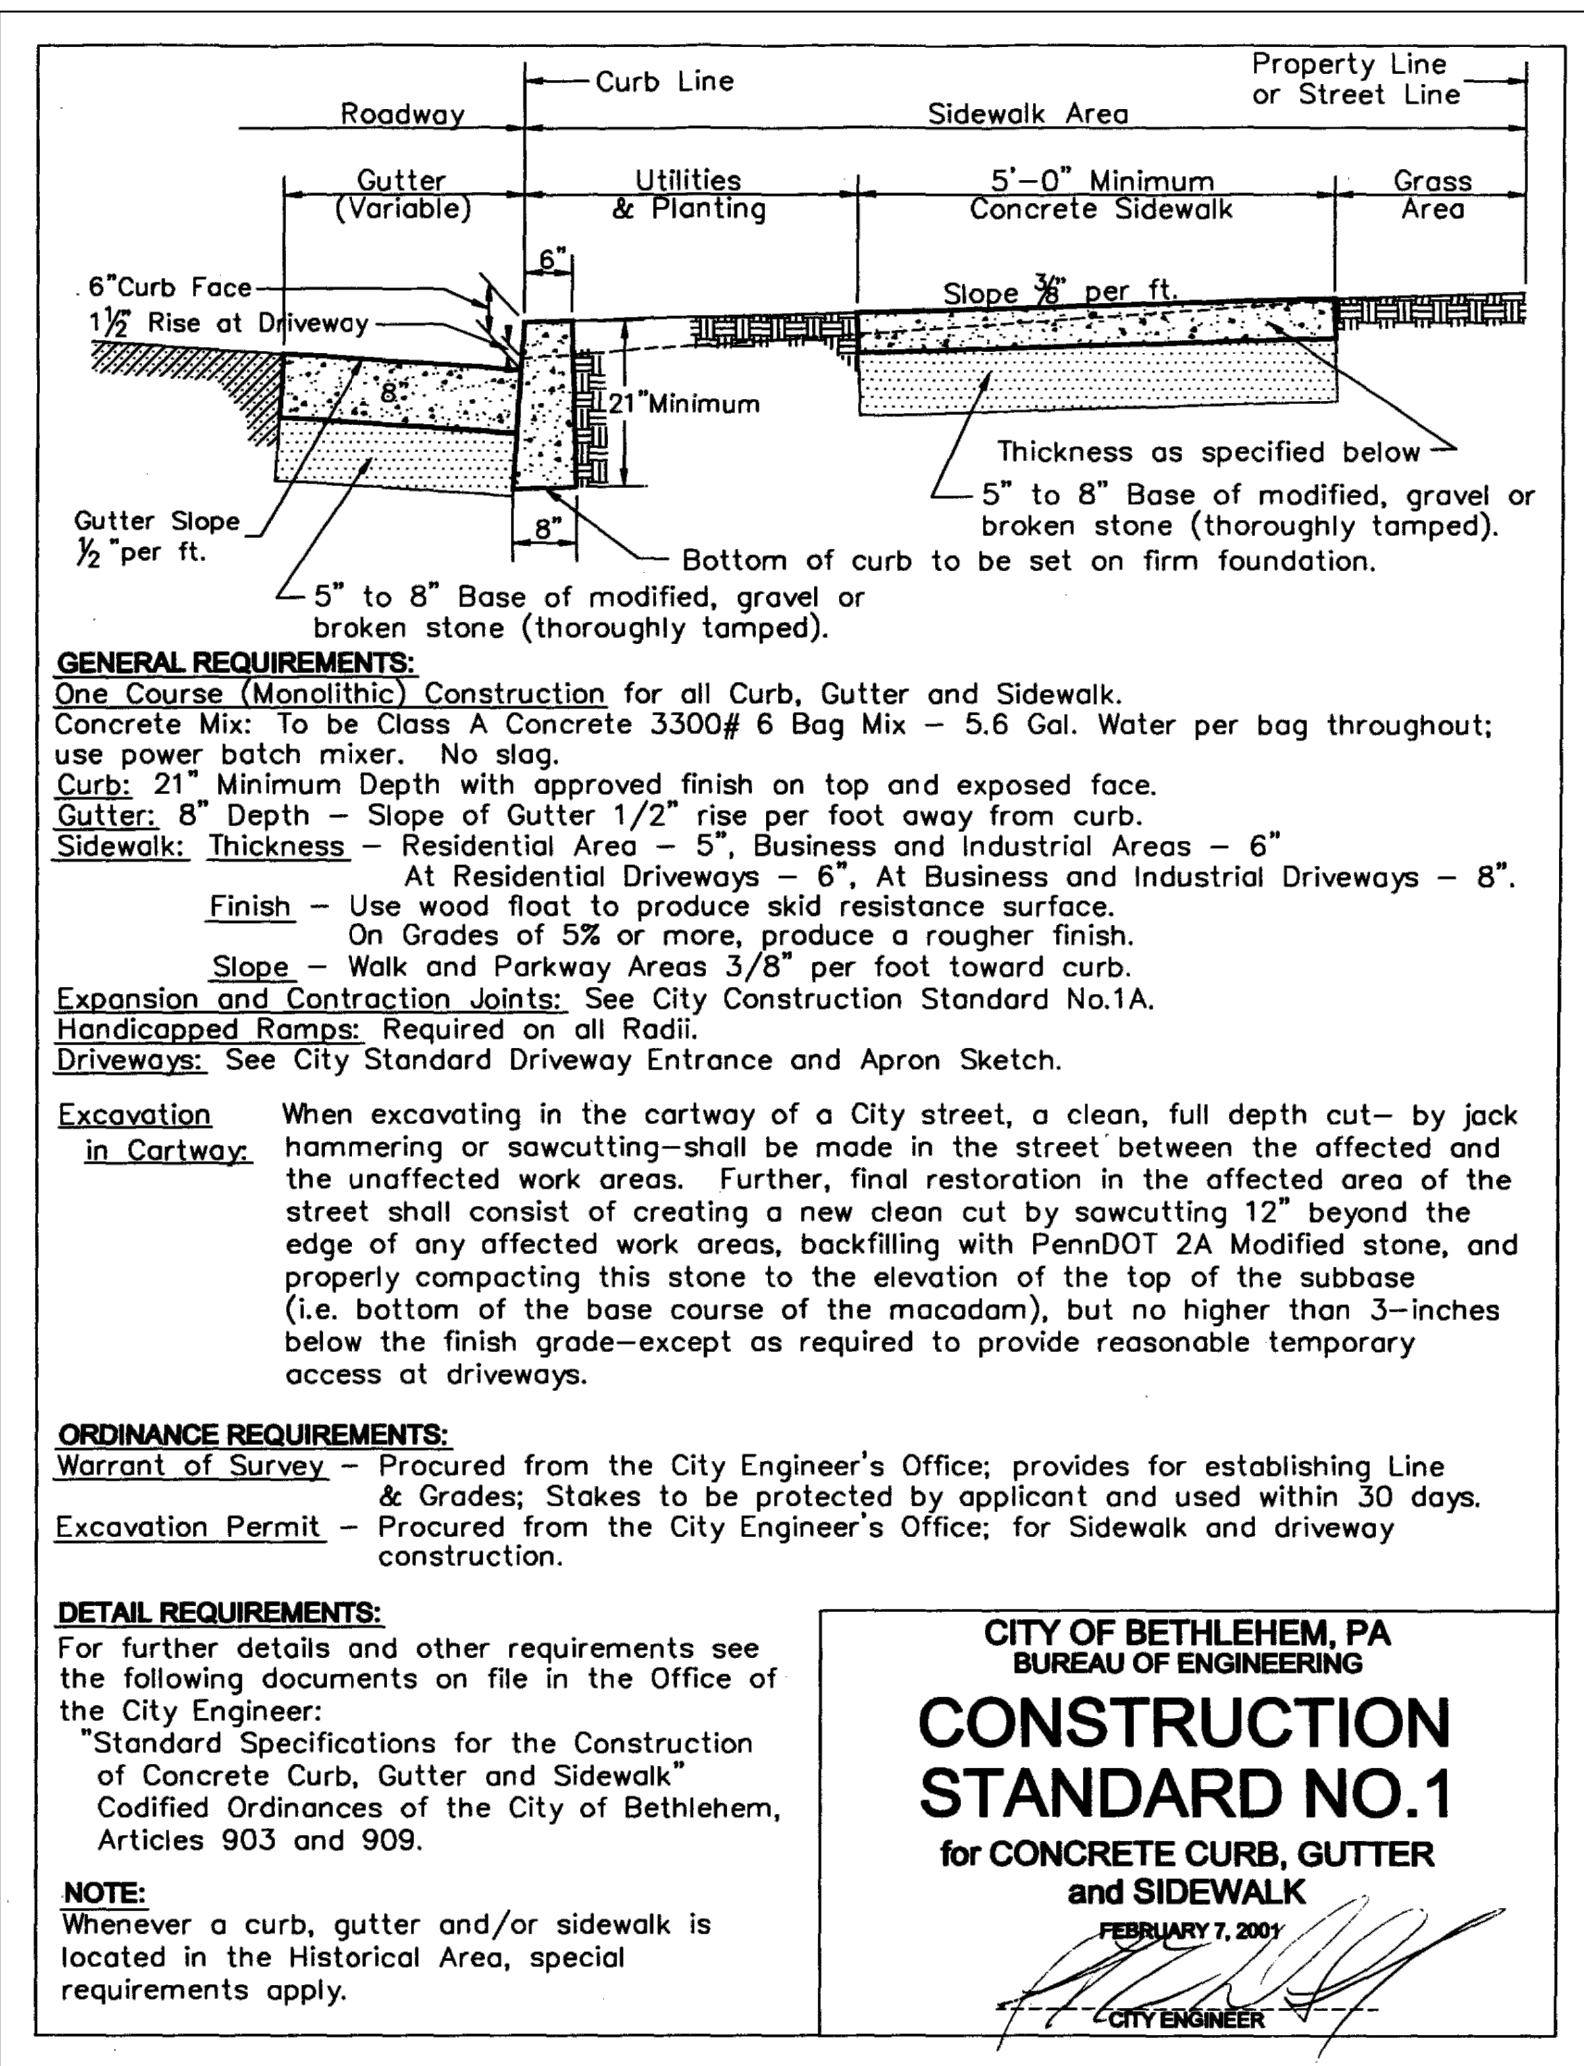 Curb Line
Property Line
or Street Line
Roadway
Sidewalk Area
Gutter
(Variable)
Utilities
& Planting
5'-0" Minimum
Concrete Sidewalk
Grass
Area
6"
6"Curb Face
1½" Rise at Driveway
Slope ⅜" per ft.
8"
21"Minimum
Thickness as specified below
5" to 8" Base of modified, gravel or
broken stone (thoroughly tamped).
Gutter Slope
½ "per ft.
8"
Bottom of curb to be set on firm foundation.
5" to 8" Base of modified, gravel or
broken stone (thoroughly tamped).
GENERAL REQUIREMENTS:
One Course (Monolithic) Construction for all Curb, Gutter and Sidewalk.
Concrete Mix: To be Class A Concrete 3300# 6 Bag Mix – 5.6 Gal. Water per bag throughout;
use power batch mixer. No slag.
Curb: 21" Minimum Depth with approved finish on top and exposed face.
Gutter: 8" Depth – Slope of Gutter 1/2" rise per foot away from curb.
Sidewalk: Thickness – Residential Area – 5", Business and Industrial Areas – 6"
At Residential Driveways – 6", At Business and Industrial Driveways – 8".
Finish – Use wood float to produce skid resistance surface.
On Grades of 5% or more, produce a rougher finish.
Slope – Walk and Parkway Areas 3/8" per foot toward curb.
Expansion and Contraction Joints: See City Construction Standard No.1A.
Handicapped Ramps: Required on all Radii.
Driveways: See City Standard Driveway Entrance and Apron Sketch.
Excavation in Cartway: When excavating in the cartway of a City street, a clean, full depth cut– by jack
hammering or sawcutting–shall be made in the street between the affected and
the unaffected work areas. Further, final restoration in the affected area of the
street shall consist of creating a new clean cut by sawcutting 12" beyond the
edge of any affected work areas, backfilling with PennDOT 2A Modified stone, and
properly compacting this stone to the elevation of the top of the subbase
(i.e. bottom of the base course of the macadam), but no higher than 3–inches
below the finish grade–except as required to provide reasonable temporary
access at driveways.
ORDINANCE REQUIREMENTS:
Warrant of Survey – Procured from the City Engineer's Office; provides for establishing Line
& Grades; Stakes to be protected by applicant and used within 30 days.
Excavation Permit – Procured from the City Engineer's Office; for Sidewalk and driveway
construction.
DETAIL REQUIREMENTS:
For further details and other requirements see
the following documents on file in the Office of
the City Engineer:
"Standard Specifications for the Construction
of Concrete Curb, Gutter and Sidewalk"
Codified Ordinances of the City of Bethlehem,
Articles 903 and 909.
NOTE:
Whenever a curb, gutter and/or sidewalk is
located in the Historical Area, special
requirements apply.
CITY OF BETHLEHEM, PA
BUREAU OF ENGINEERING
CONSTRUCTION
STANDARD NO.1
for CONCRETE CURB, GUTTER
and SIDEWALK
FEBRUARY 7, 2001
CITY ENGINEER